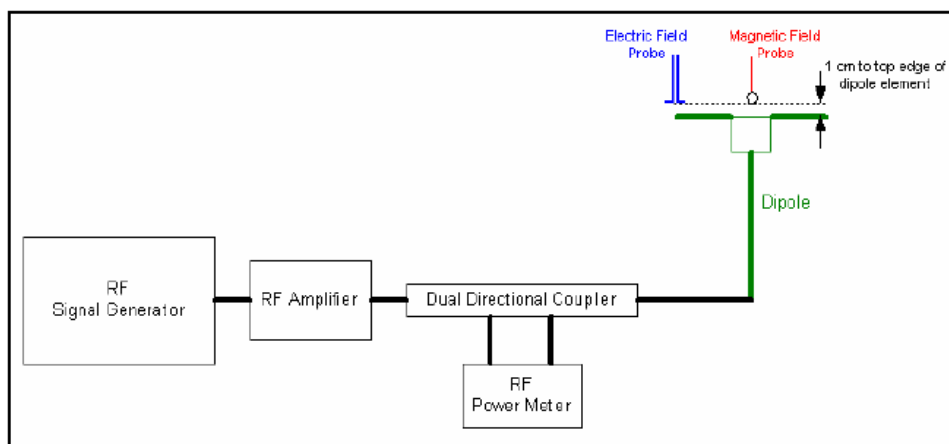 Electric Field
Probe
Magnetic Field
Probe
1 cm to top edge of
dipole element
Dipole
RF
Signal Generator
RF Amplifier
Dual Directional Coupler
RF
Power Meter